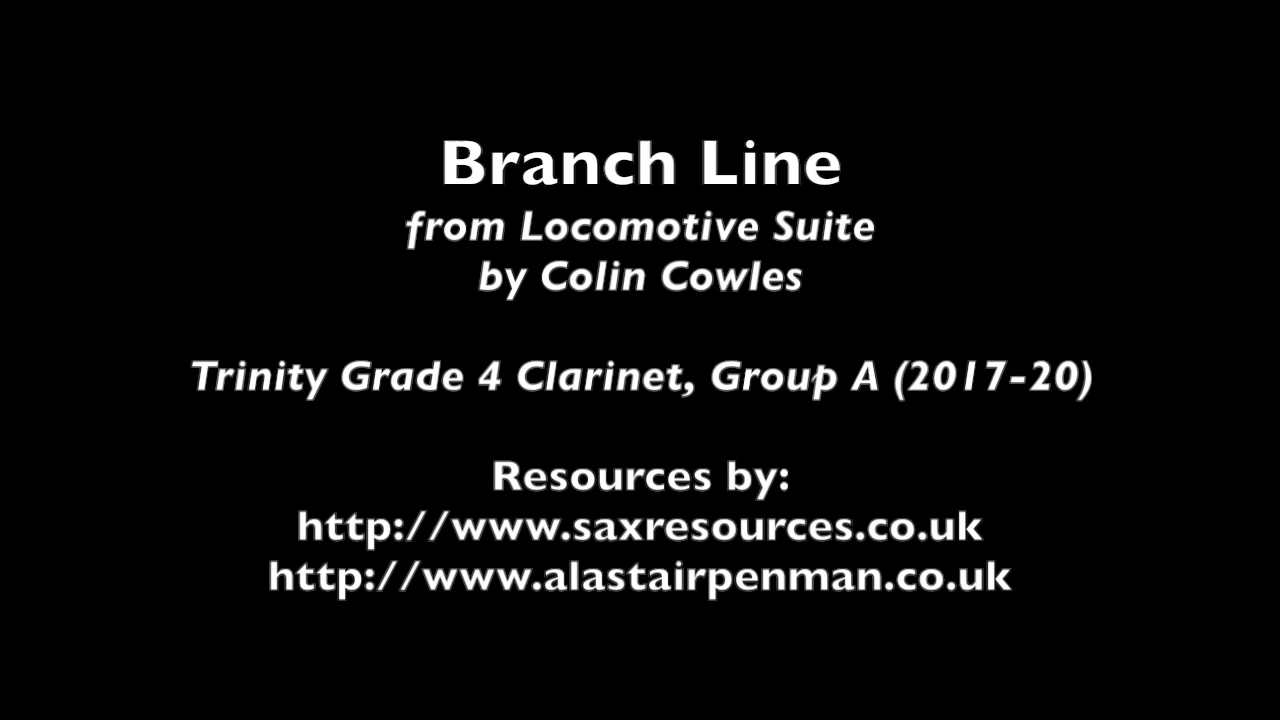 Branch Line
from Locomotive Suite
by Colin Cowles
Trinity Grade 4 Clarinet, Group A (2017-20)
Resources by:
http://www.saxresources.co.uk
http://www.alastairpenman.co.uk